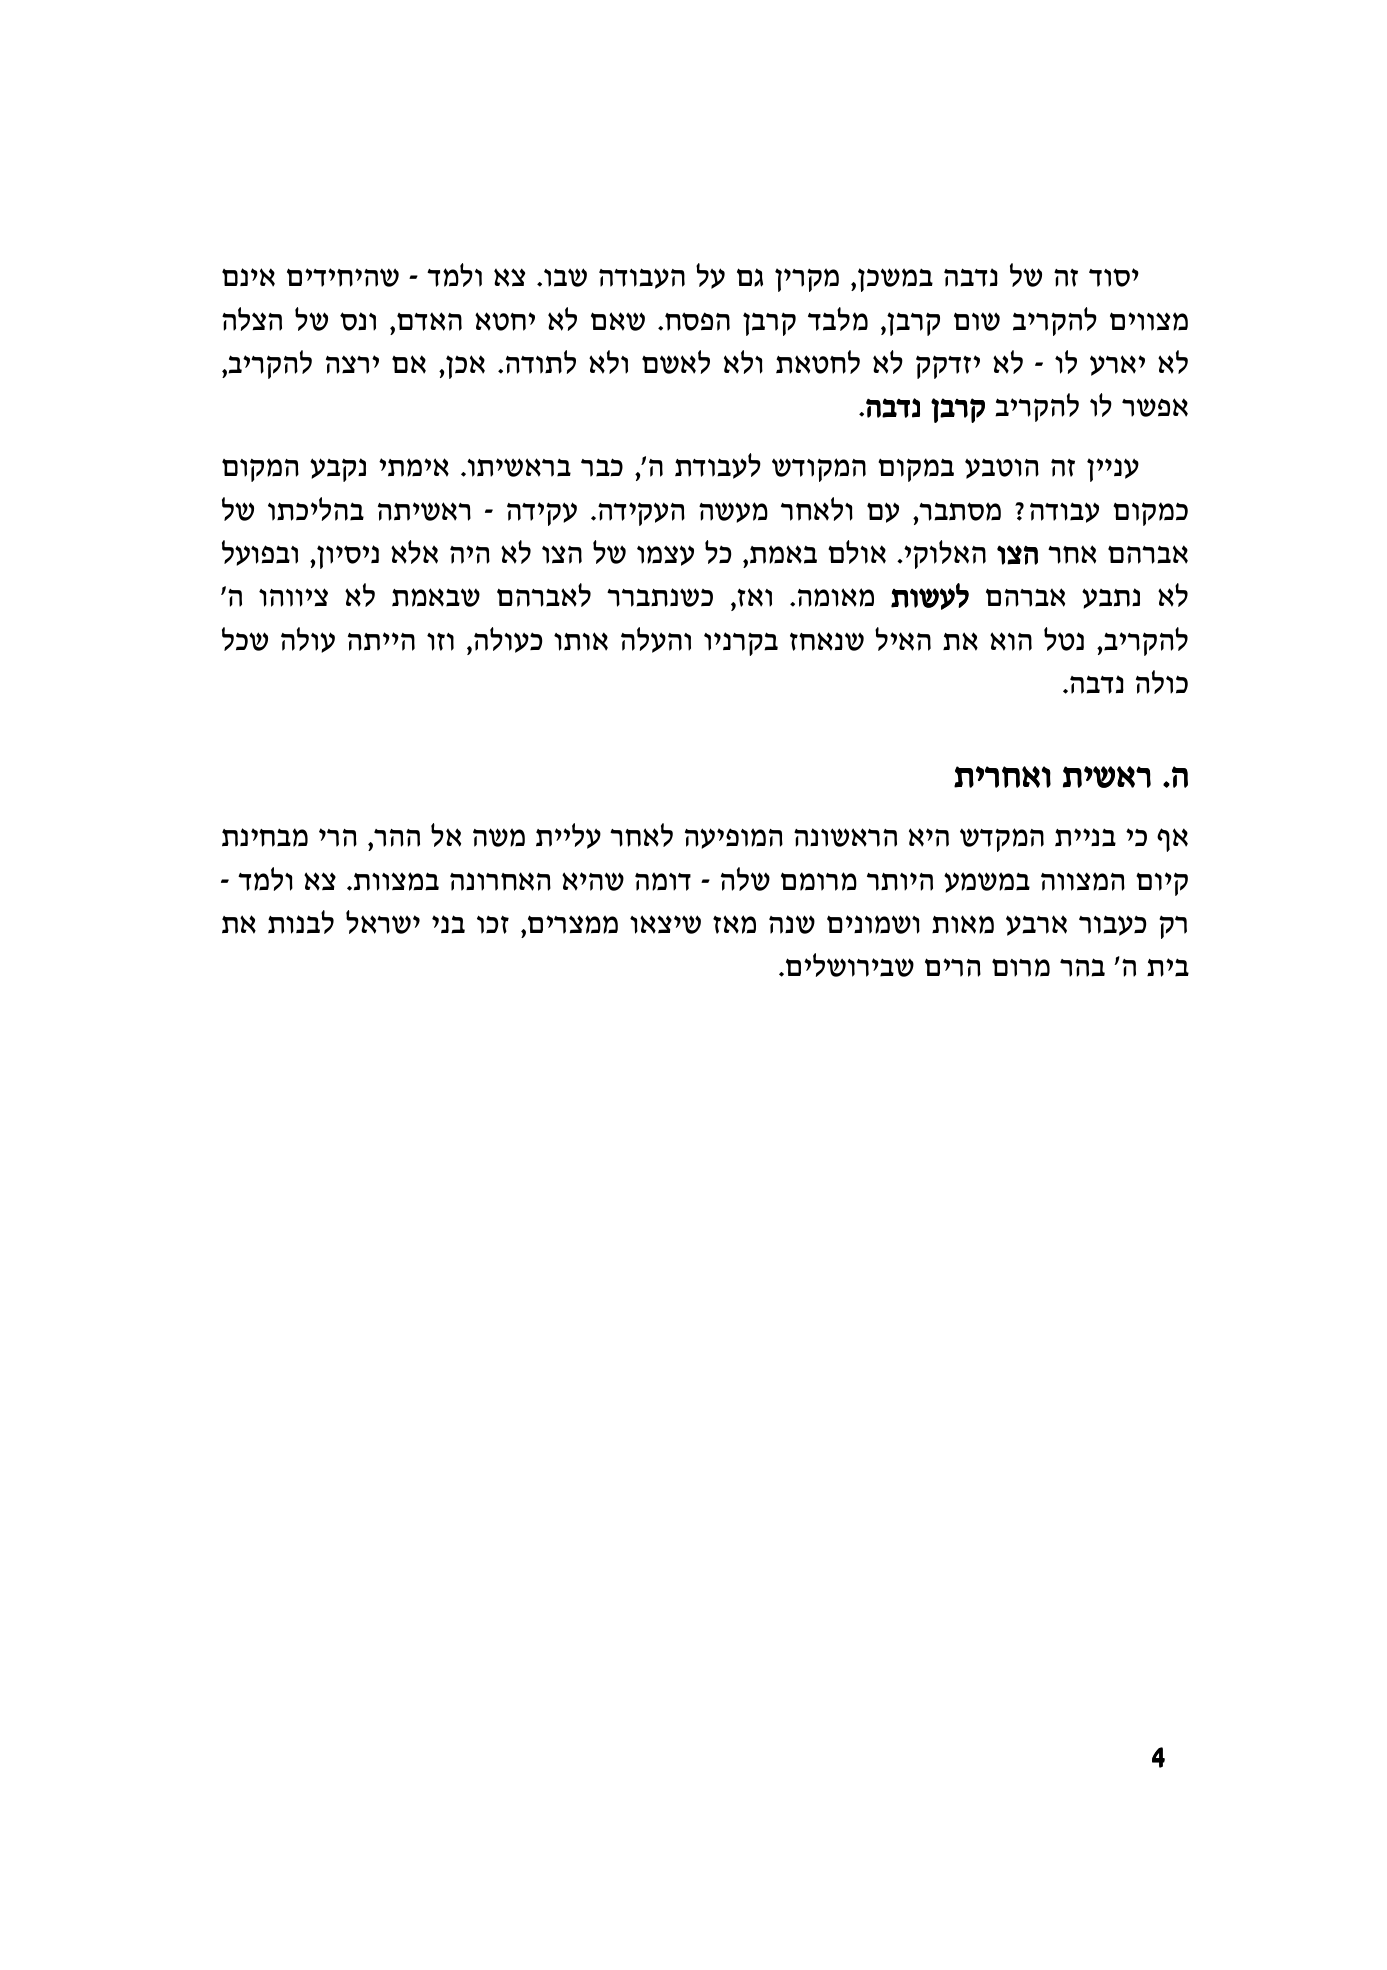 יסוד זה של נדבה במשכן, מקרין גם על העבודה שבו. צא ולמד - שהיחידים אינם
מצווים להקריב שום קרבן, מלבד קרבן הפסח. שאם לא יחטא האדם, ונס של הצלה
לא יארע לו - לא יזדקק לא לחטאת ולא לאשם ולא לתודה. אכן, אם ירצה להקריב,
אפשר לו להקריב קרבן נדבה.
עניין זה הוטבע במקום המקודש לעבודת ה', כבר בראשיתו. אימתי נקבע המקום
כמקום עבודה? מסתבר, עם ולאחר מעשה העקידה. עקידה - ראשיתה בהליכתו של
אברהם אחר הצו האלוקי. אולם באמת, כל עצמו של הצו לא היה אלא ניסיון, ובפועל
לא נתבע אברהם לעשות מאומה. ואז, כשנתברר לאברהם שבאמת לא ציווהו ה'
להקריב, נטל הוא את האיל שנאחז בקרניו והעלה אותו כעולה, וזו הייתה עולה שכל
כולה נדבה.
ה. ראשית ואחרית
אף כי בניית המקדש היא הראשונה המופיעה לאחר עליית משה אל ההר, הרי מבחינת
קיום המצווה במשמע היותר מרומם שלה - דומה שהיא האחרונה במצוות. צא ולמד -
רק כעבור ארבע מאות ושמונים שנה מאז שיצאו ממצרים, זכו בני ישראל לבנות את
בית ה' בהר מרום הרים שבירושלים.
4